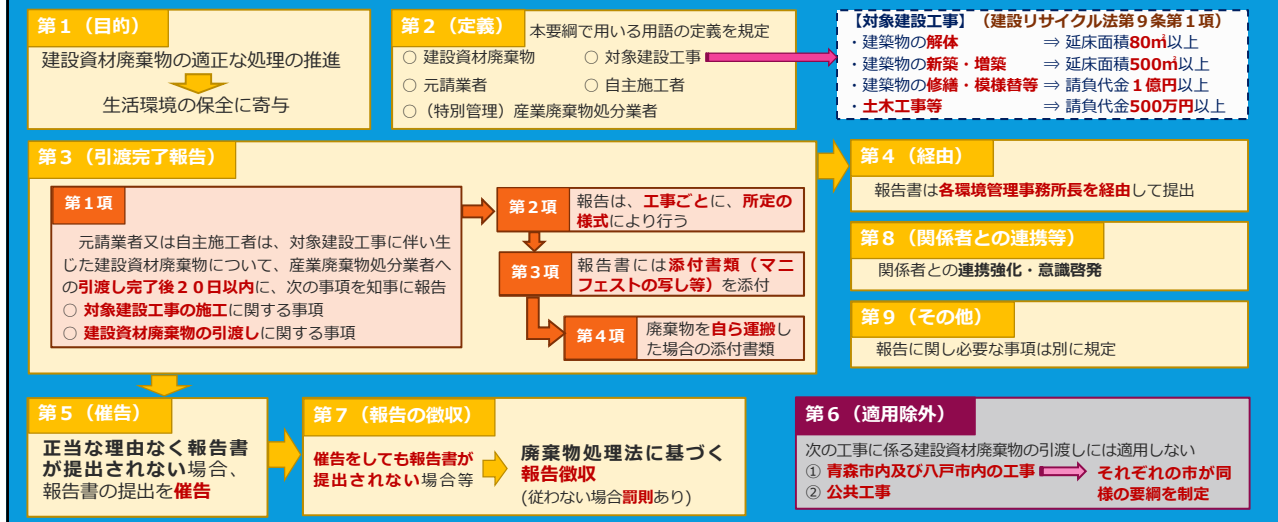 第１（目的）
建設資材廃棄物の適正な処理の推進
生活環境の保全に寄与
第２（定義） 本要綱で用いる用語の定義を規定
○ 建設資材廃棄物 ○ 対象建設工事
○ 元請業者 ○ 自主施工者
○ （特別管理）産業廃棄物処分業者
【対象建設工事】（建設リサイクル法第９条第１項）
・建築物の解体 ⇒ 延床面積80㎡以上
・建築物の新築・増築 ⇒ 延床面積500㎡以上
・建築物の修繕・模様替等 ⇒ 請負代金１億円以上
・土木工事等 ⇒ 請負代金500万円以上
第３（引渡完了報告）
第１項
元請業者又は自主施工者は、対象建設工事に伴い生
じた建設資材廃棄物について、産業廃棄物処分業者へ
の引渡し完了後２０日以内に、次の事項を知事に報告
○ 対象建設工事の施工に関する事項
○ 建設資材廃棄物の引渡しに関する事項
第２項
報告は、工事ごとに、所定の
様式により行う
第３項
報告書には添付書類（マニ
フェストの写し等）を添付
第４項
廃棄物を自ら運搬し
た場合の添付書類
第４（経由）
報告書は各環境管理事務所長を経由して提出
第８（関係者との連携等）
関係者との連携強化・意識啓発
第９（その他）
報告に関し必要な事項は別に規定
第５（催告）
正当な理由なく報告書
が提出されない場合、
報告書の提出を催告
第７（報告の徴収）
催告をしても報告書が
提出されない場合等
廃棄物処理法に基づく
報告徴収
(従わない場合罰則あり)
第６（適用除外）
次の工事に係る建設資材廃棄物の引渡しには適用しない
① 青森市内及び八戸市内の工事
② 公共工事
それぞれの市が同
様の要綱を制定